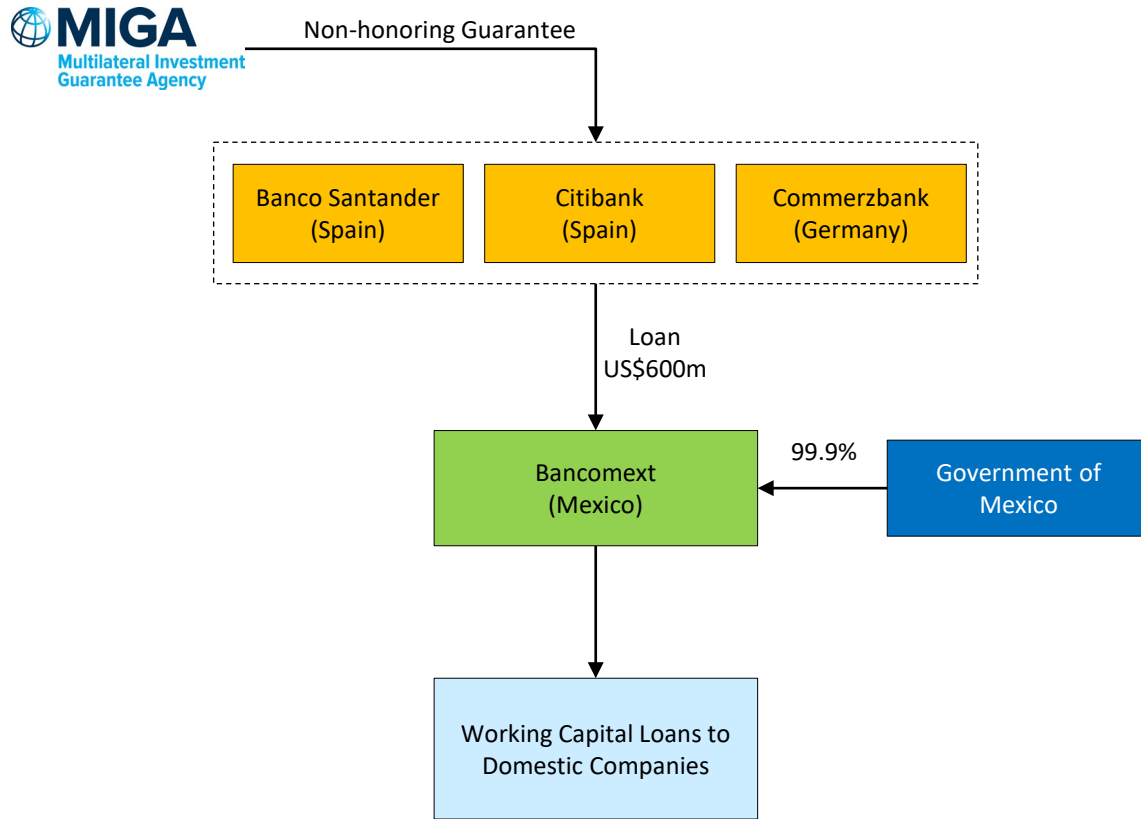 MIGA
Multilateral Investment
Guarantee Agency
Non-honoring Guarantee
Banco Santander
(Spain)
Citibank
(Spain)
Commerzbank
(Germany)
Loan
US$600m
Bancomext
(Mexico)
99.9%
Government of
Mexico
Working Capital Loans to
Domestic Companies